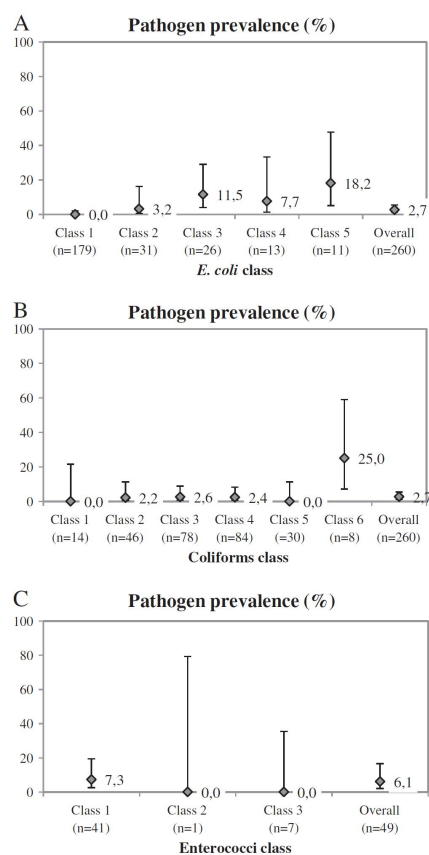 A
Pathogen prevalence (%)
100
80
60
40
20
0
0,0
3,2
11,5
7,7
18,2
2,7
Class 1 Class 2 Class 3 Class 4 Class 5 Overall
(n=179) (n=31) (n=26) (n=13) (n=11) (n=260)
E. coli class
B
Pathogen prevalence (%)
100
80
60
40
20
0
0,0
2,2
2,6
2,4
0,0
25,0
2,7
Class 1 Class 2 Class 3 Class 4 Class 5 Class 6 Overall
(n=14) (n=46) (n=78) (n=84) (=30) (n=8) (n=260)
Coliforms class
C
Pathogen prevalence (%)
100
80
60
40
20
0
7,3
0,0
0,0
6,1
Class 1 Class 2 Class 3 Overall
(n=41) (n=1) (n=7) (n=49)
Enterococci class